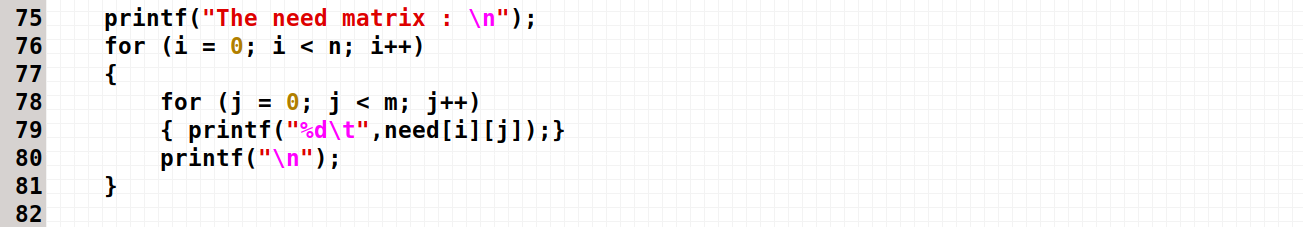 75    printf("The need matrix : \n");
76    for (i = 0; i < n; i++)
77    {
78        for (j = 0; j < m; j++)
79        { printf("%d\t",need[i][j]);}
80        printf("\n");
81    }
82